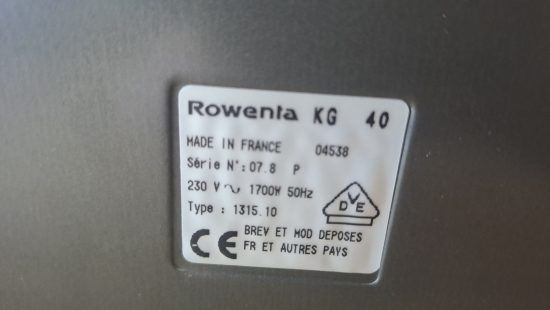 Rowenta KG 40
MADE IN FRANCE 04538
Série N°: 07.8 P
230 V ∿ 1700W 50Hz
Type : 1315.10
DVE
CE BREV ET MOD DEPOSES
FR ET AUTRES PAYS